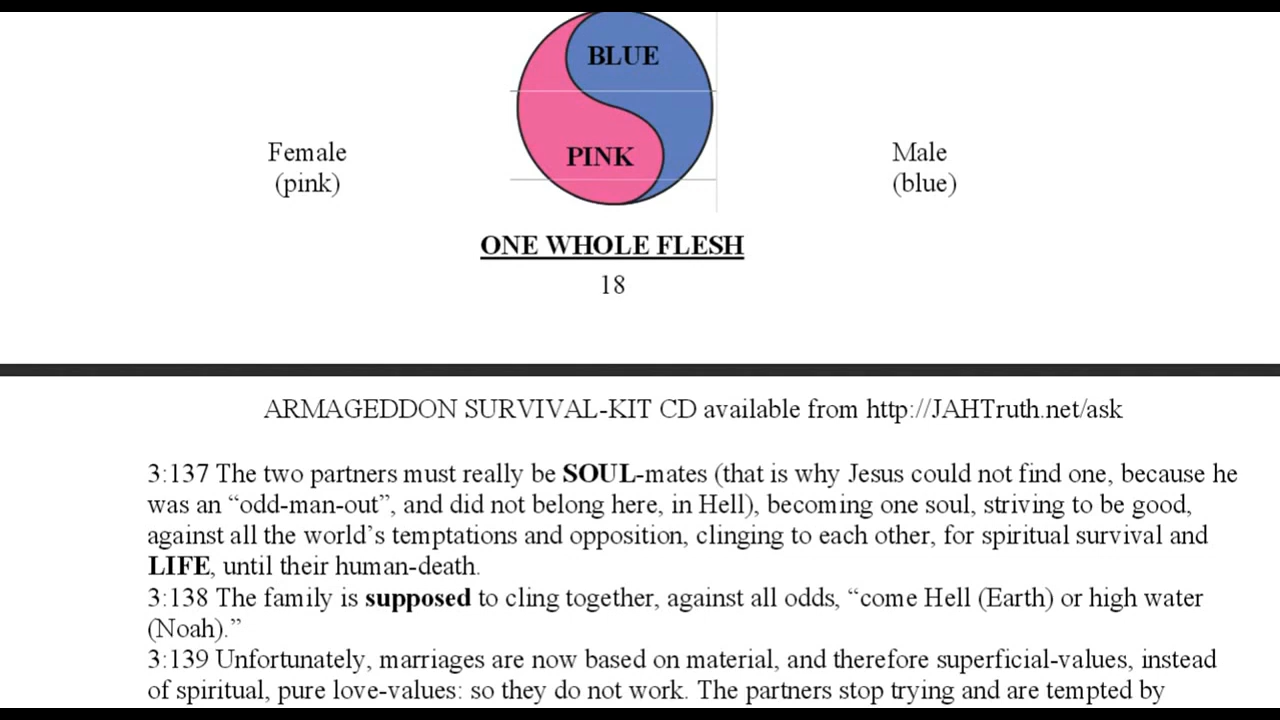 BLUE
PINK
Female
(pink)
Male
(blue)
ONE WHOLE FLESH
18
ARMAGEDDON SURVIVAL-KIT CD available from http://JAHTruth.net/ask
3:137 The two partners must really be SOUL-mates (that is why Jesus could not find one, because he
was an “odd-man-out”, and did not belong here, in Hell), becoming one soul, striving to be good,
against all the world’s temptations and opposition, clinging to each other, for spiritual survival and
LIFE, until their human-death.
3:138 The family is supposed to cling together, against all odds, “come Hell (Earth) or high water
(Noah).”
3:139 Unfortunately, marriages are now based on material, and therefore superficial-values, instead
of spiritual, pure love-values: so they do not work. The partners stop trying and are tempted by